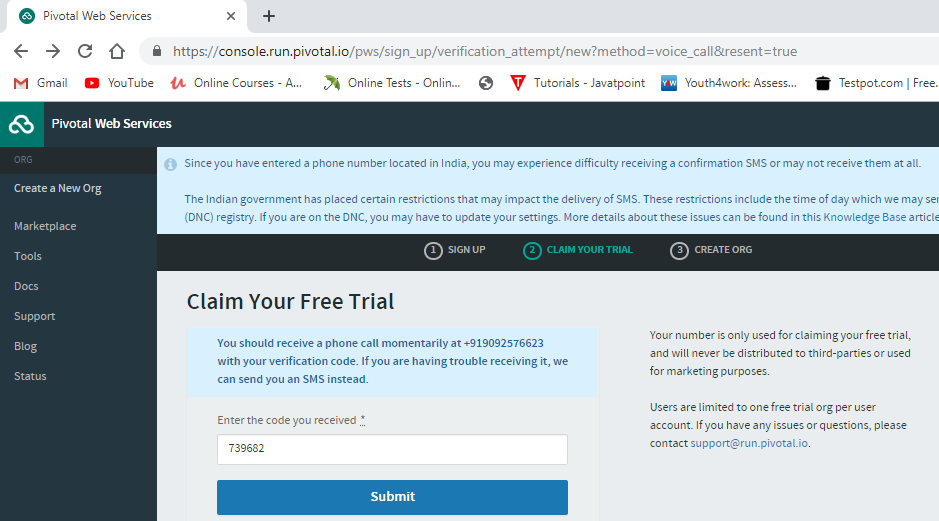 Pivotal Web Services
https://console.run.pivotal.io/pws/sign_up/verification_attempt/new?method=voice_call&resent=true
Gmail YouTube Online Courses - A... Online Tests - Onlin... Tutorials - Javatpoint Youth4work: Assess... Testpot.com | Free.
Pivotal Web Services
ORG
Create a New Org
Marketplace
Tools
Docs
Support
Blog
Status
Since you have entered a phone number located in India, you may experience difficulty receiving a confirmation SMS or may not receive them at all.
The Indian government has placed certain restrictions that may impact the delivery of SMS. These restrictions include the time of day which we may se
(DNC) registry. If you are on the DNC, you may have to update your settings. More details about these issues can be found in this Knowledge Base article
1 SIGN UP 2 CLAIM YOUR TRIAL 3 CREATE ORG
Claim Your Free Trial
You should receive a phone call momentarily at +919092576623
with your verification code. If you are having trouble receiving it, we
can send you an SMS instead.
Enter the code you received *
739682
Submit
Your number is only used for claiming your free trial,
and will never be distributed to third-parties or used
for marketing purposes.
Users are limited to one free trial org per user
account. If you have any issues or questions, please
contact support@run.pivotal.io.